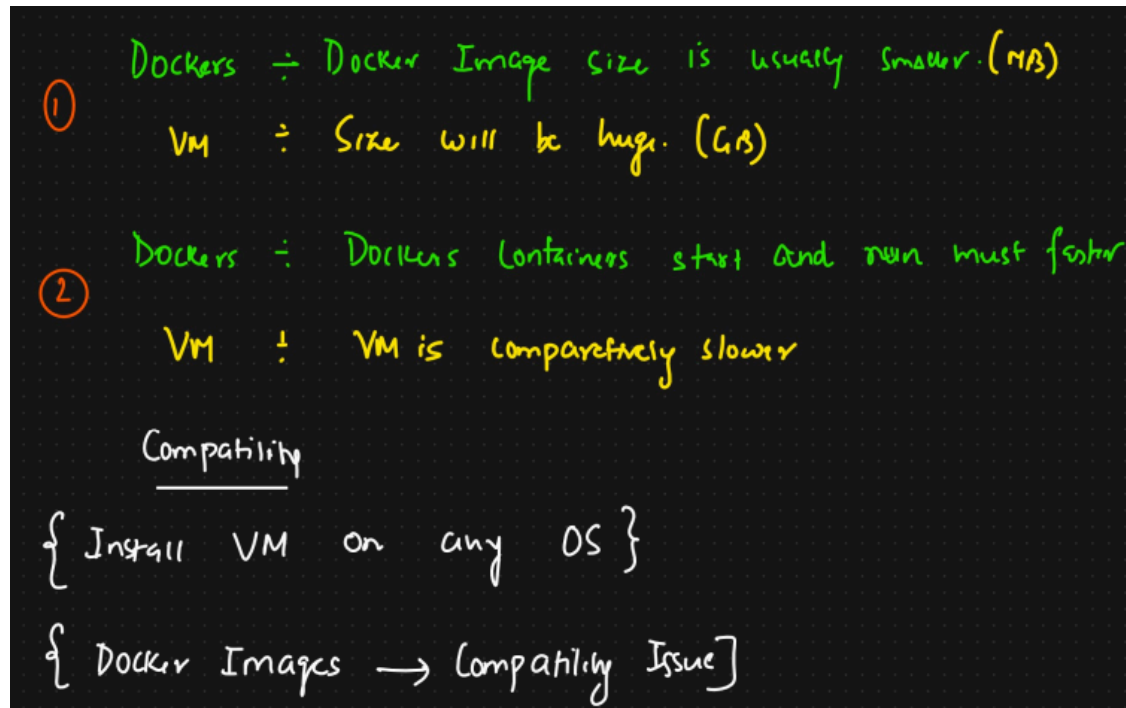 Dockers ÷ Docker Image size is usually smaller. (MB)
①
VM ÷ Size will be huge. (GB)
Dockers ÷ Dockers Containers start and run must faster
②
VM ÷ VM is comparetively slower
Compatility
{ Install VM on any OS }
{ Docker Images → Compatility Issue ]